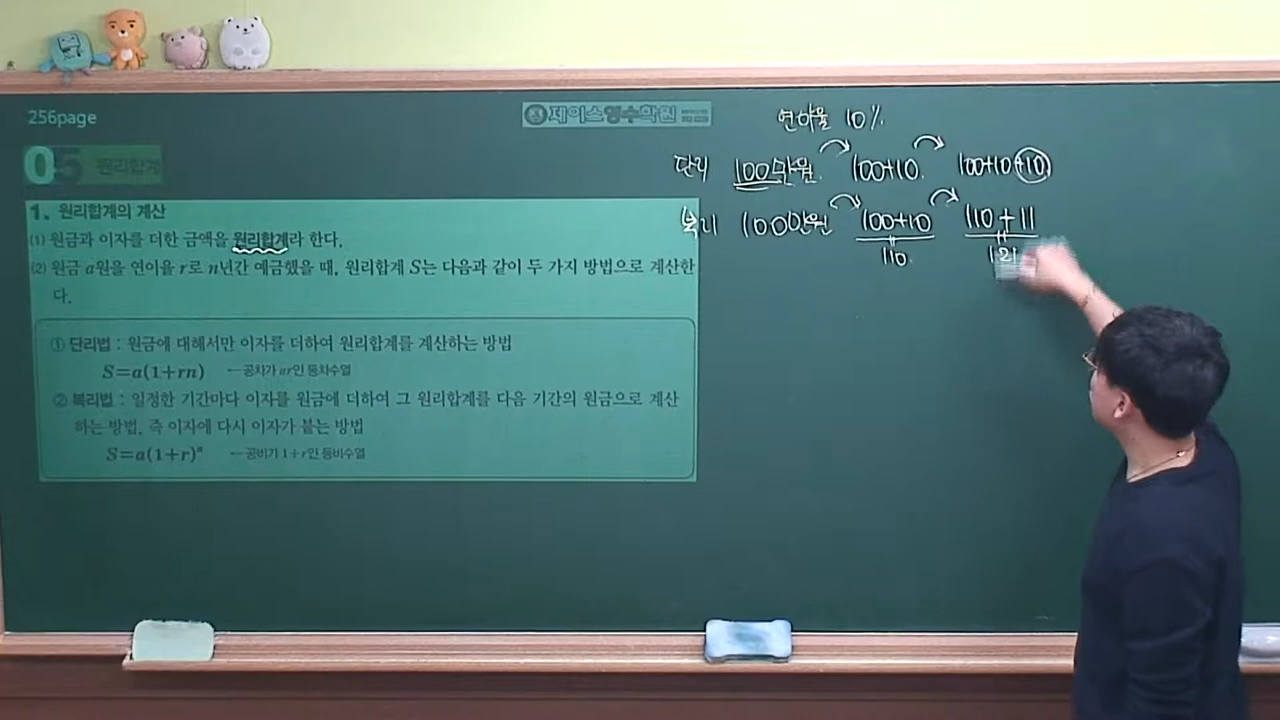 256page
제이스영수학원
05 원리합계
1. 원리합계의 계산
(1) 원금과 이자를 더한 금액을 원리합계라 한다.
(2) 원금 a원을 연이율 r로 n년간 예금했을 때, 원리합계 S는 다음과 같이 두 가지 방법으로 계산한
다.
① 단리법 : 원금에 대해서만 이자를 더하여 원리합계를 계산하는 방법
S=a(1+rn) ←공차가 ar인 등차수열
② 복리법 : 일정한 기간마다 이자를 원금에 더하여 그 원리합계를 다음 기간의 원금으로 계산
하는 방법, 즉 이자에 다시 이자가 붙는 방법
S=a(1+r)ⁿ ←공비가 1+r인 등비수열
연이율 10%
단리 100만원 100+10 100+10+10
복리 100만원 100+10 110+11
110 121